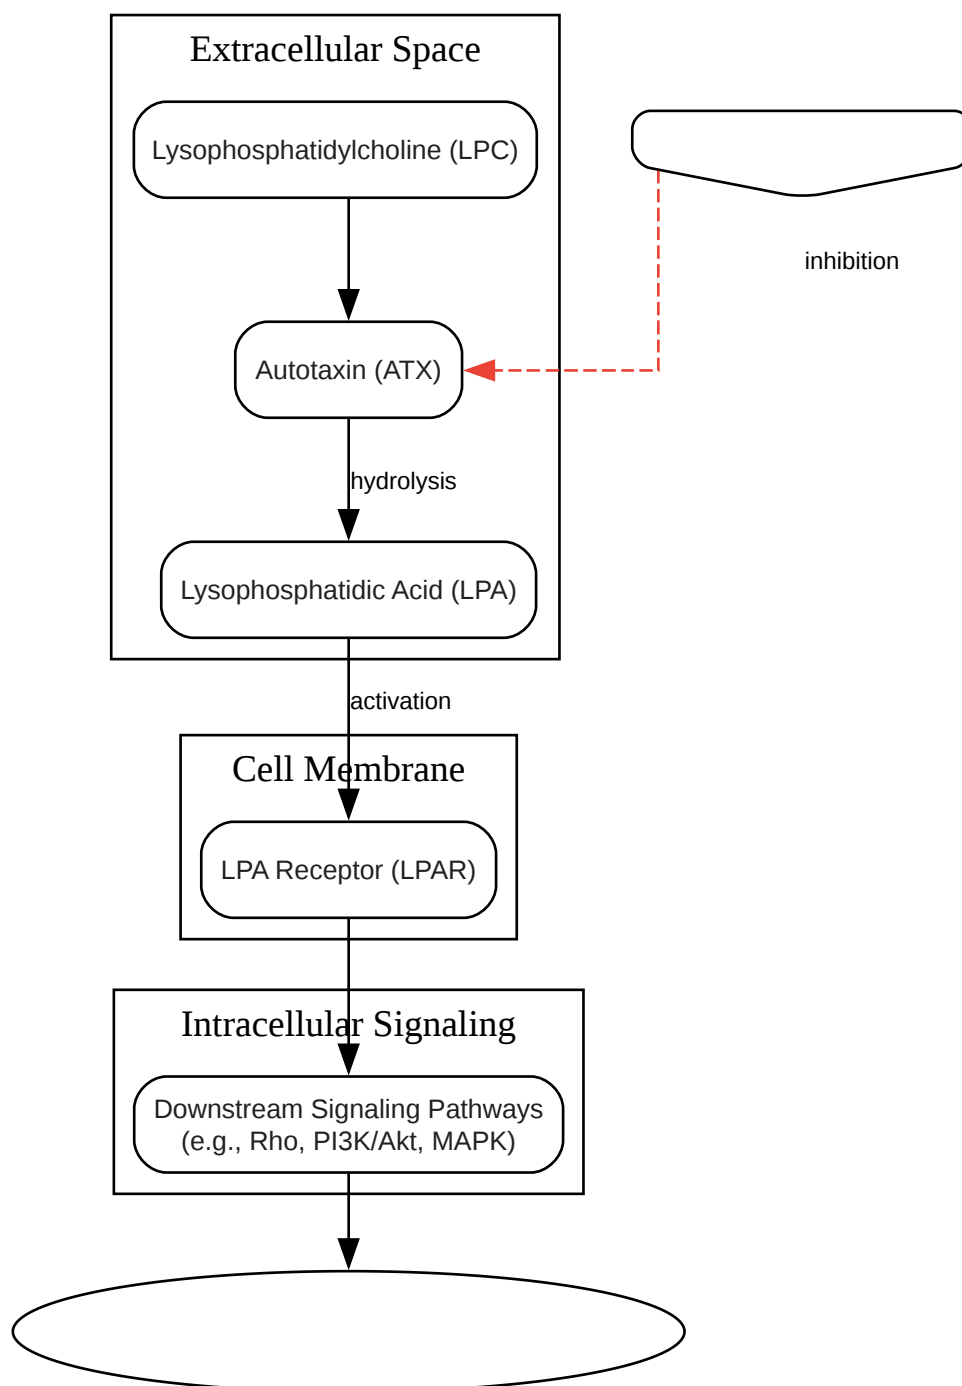 Extracellular Space
Lysophosphatidylcholine (LPC)
inhibition
Autotaxin (ATX)
hydrolysis
Lysophosphatidic Acid (LPA)
activation
Cell Membrane
LPA Receptor (LPAR)
Intracellular Signaling
Downstream Signaling Pathways
(e.g., Rho, PI3K/Akt, MAPK)